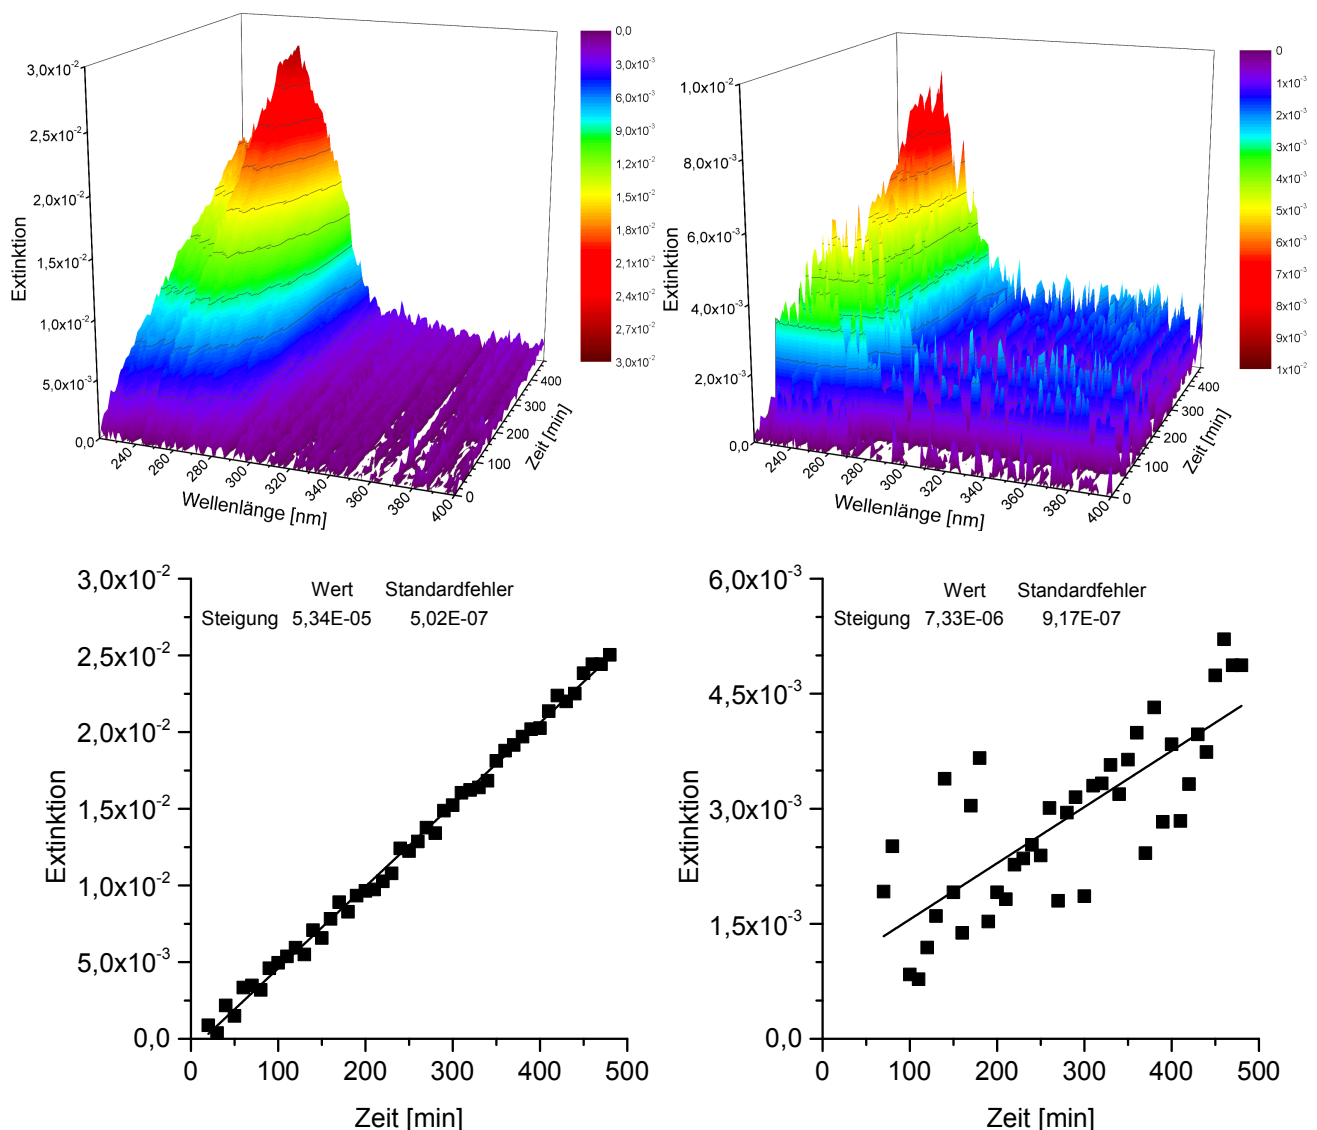 3,0x10⁻²
2,5x10⁻²
2,0x10⁻²
1,5x10⁻²
1,0x10⁻²
5,0x10⁻³
0,0
Extinktion
240 260 280 300 320 340 360 380 400
Wellenlänge [nm]
0 100 200 300 400
Zeit [min]
0,0
3,0x10⁻³
6,0x10⁻³
9,0x10⁻³
1,2x10⁻²
1,5x10⁻²
1,8x10⁻²
2,1x10⁻²
2,4x10⁻²
2,7x10⁻²
3,0x10⁻²
1,0x10⁻²
8,0x10⁻³
6,0x10⁻³
4,0x10⁻³
2,0x10⁻³
0,0
Extinktion
240 260 280 300 320 340 360 380 400
Wellenlänge [nm]
0 100 200 300 400
Zeit [min]
0
1x10⁻³
2x10⁻³
3x10⁻³
4x10⁻³
5x10⁻³
6x10⁻³
7x10⁻³
8x10⁻³
9x10⁻³
1x10⁻²
3,0x10⁻²
2,5x10⁻²
2,0x10⁻²
1,5x10⁻²
1,0x10⁻²
5,0x10⁻³
0,0
Extinktion
Wert Standardfehler
Steigung 5,34E-05 5,02E-07
0 100 200 300 400 500
Zeit [min]
6,0x10⁻³
4,5x10⁻³
3,0x10⁻³
1,5x10⁻³
0,0
Extinktion
Wert Standardfehler
Steigung 7,33E-06 9,17E-07
0 100 200 300 400 500
Zeit [min]